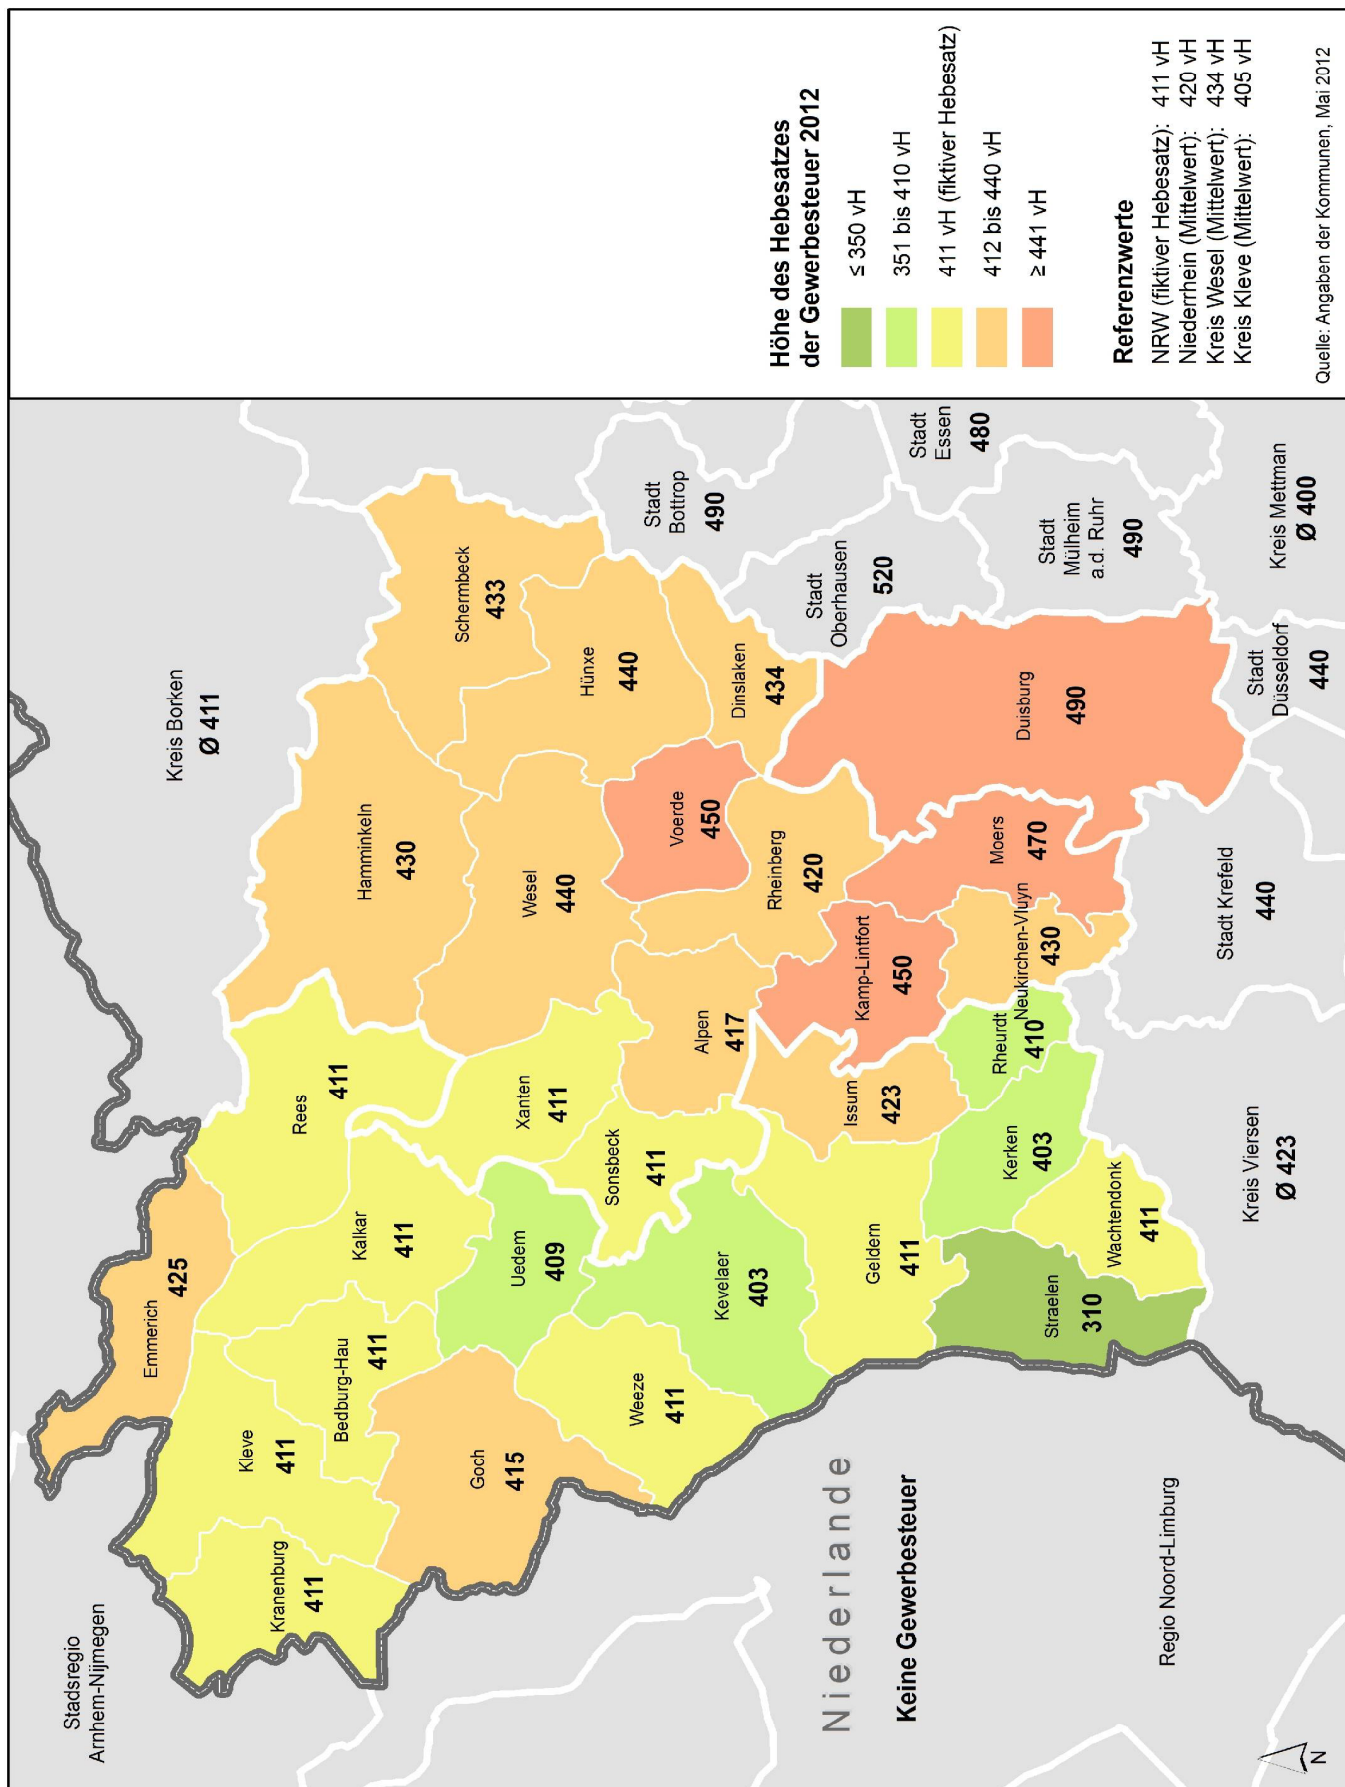 Stadsregio
Arnhem-Nijmegen
Kranenburg
411
Kleve
411
Emmerich
425
Bedburg-Hau
411
Kalkar
411
Rees
411
Goch
415
Uedem
409
Xanten
411
Sonsbeck
411
Weeze
411
Kevelaer
403
Geldern
411
Straelen
310
Wachtendonk
411
Kerken
403
Rheurdt
410
Issum
423
Alpen
417
Hamminkeln
430
Wesel
440
Schermbeck
433
Hünxe
440
Voerde
450
Dinslaken
434
Rheinberg
420
Kamp-Lintfort
450
Neukirchen-Vluyn
430
Moers
470
Duisburg
490
Kreis Borken
Ø 411
Stadt
Bottrop
490
Stadt
Oberhausen
520
Stadt
Essen
480
Stadt
Mülheim
a.d. Ruhr
490
Kreis Mettman
Ø 400
Stadt
Düsseldorf
440
Stadt Krefeld
440
Kreis Viersen
Ø 423
Niederlande
Keine Gewerbesteuer
Regio Noord-Limburg
N
Höhe des Hebesatzes
der Gewerbesteuer 2012
≤ 350 vH
351 bis 410 vH
411 vH (fiktiver Hebesatz)
412 bis 440 vH
≥ 441 vH
Referenzwerte
NRW (fiktiver Hebesatz): 411 vH
Niederrhein (Mittelwert): 420 vH
Kreis Wesel (Mittelwert): 434 vH
Kreis Kleve (Mittelwert): 405 vH
Quelle: Angaben der Kommunen, Mai 2012